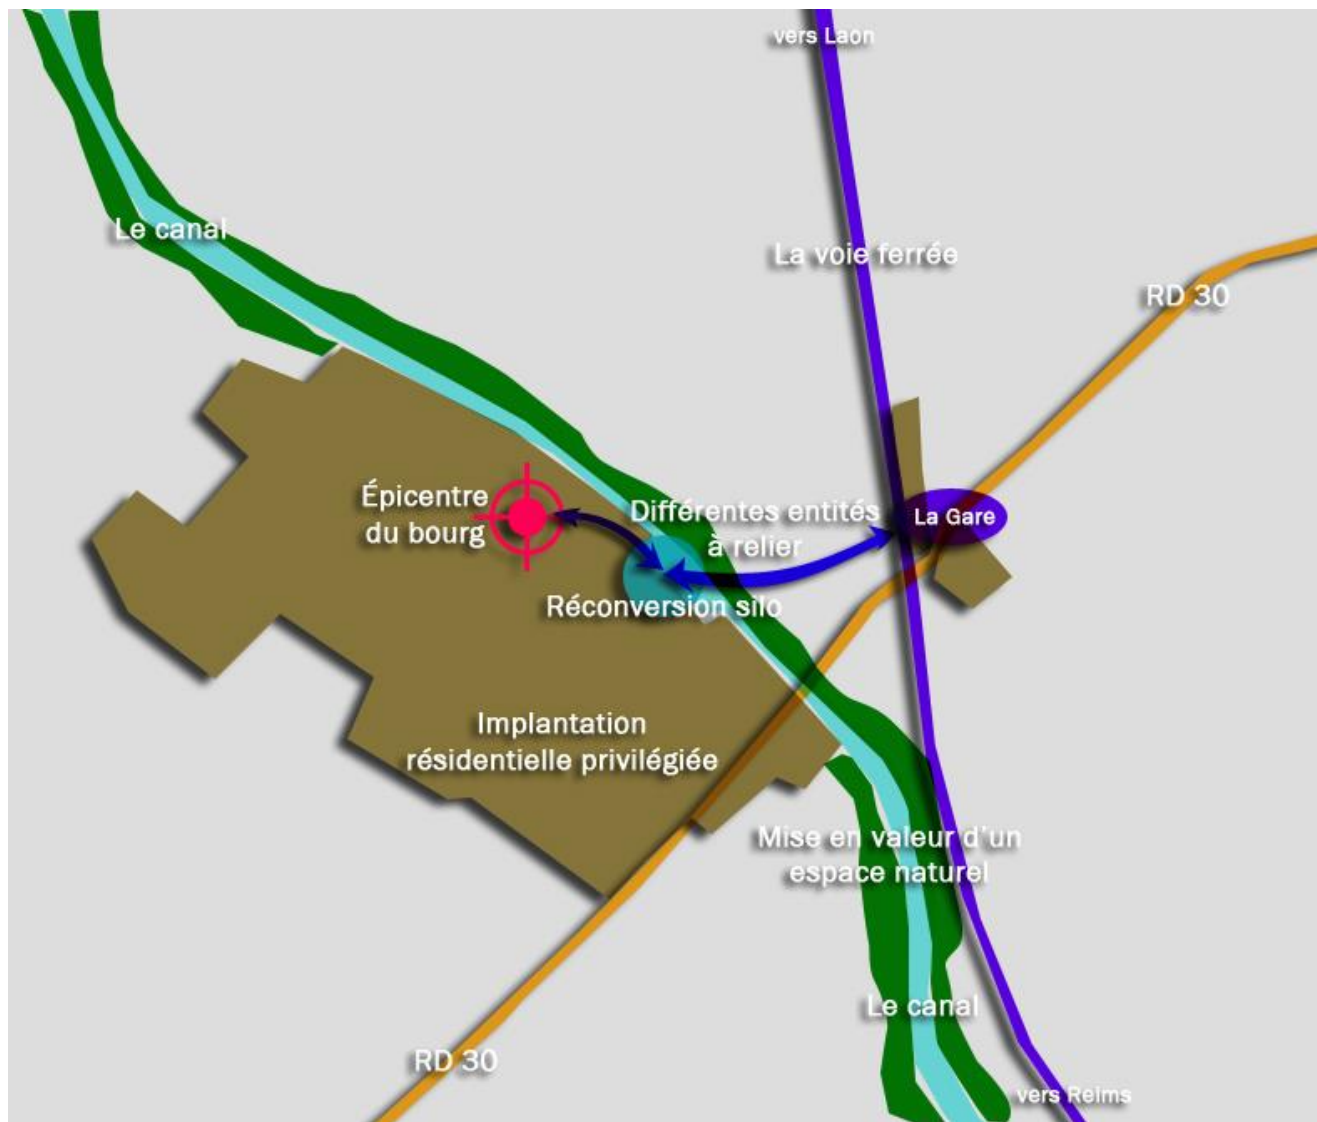 vers Laon
Le canal
La voie ferrée
RD 30
Épicentre
du bourg
Différentes entités
à relier
La Gare
Réconversion silo
Implantation
résidentielle privilégiée
Mise en valeur d'un
espace naturel
Le canal
RD 30
vers Reims